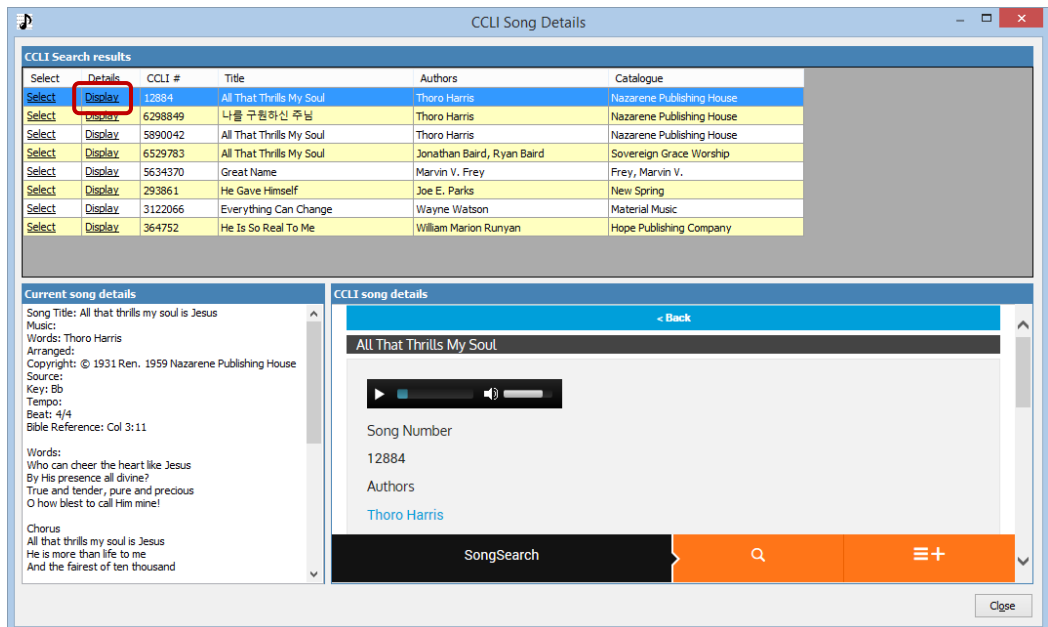 CCLI Song Details
CCLI Search results
Select Details CCLI # Title Authors Catalogue
Select Display 12884 All That Thrills My Soul Thoro Harris Nazarene Publishing House
Select Display 6298849 나를 구원하신 주님 Thoro Harris Nazarene Publishing House
Select Display 5890042 All That Thrills My Soul Thoro Harris Nazarene Publishing House
Select Display 6529783 All That Thrills My Soul Jonathan Baird, Ryan Baird Sovereign Grace Worship
Select Display 5634370 Great Name Marvin V. Frey Frey, Marvin V.
Select Display 293861 He Gave Himself Joe E. Parks New Spring
Select Display 3122066 Everything Can Change Wayne Watson Material Music
Select Display 364752 He Is So Real To Me William Marion Runyan Hope Publishing Company
Current song details
Song Title: All that thrills my soul is Jesus
Music:
Words: Thoro Harris
Arranged:
Copyright: © 1931 Ren. 1959 Nazarene Publishing House
Source:
Key: Bb
Tempo:
Beat: 4/4
Bible Reference: Col 3:11
Words:
Who can cheer the heart like Jesus
By His presence all divine?
True and tender, pure and precious
O how blest to call Him mine!
Chorus
All that thrills my soul is Jesus
He is more than life to me
And the fairest of ten thousand
CCLI song details
< Back
All That Thrills My Soul
Song Number
12884
Authors
Thoro Harris
SongSearch
Close